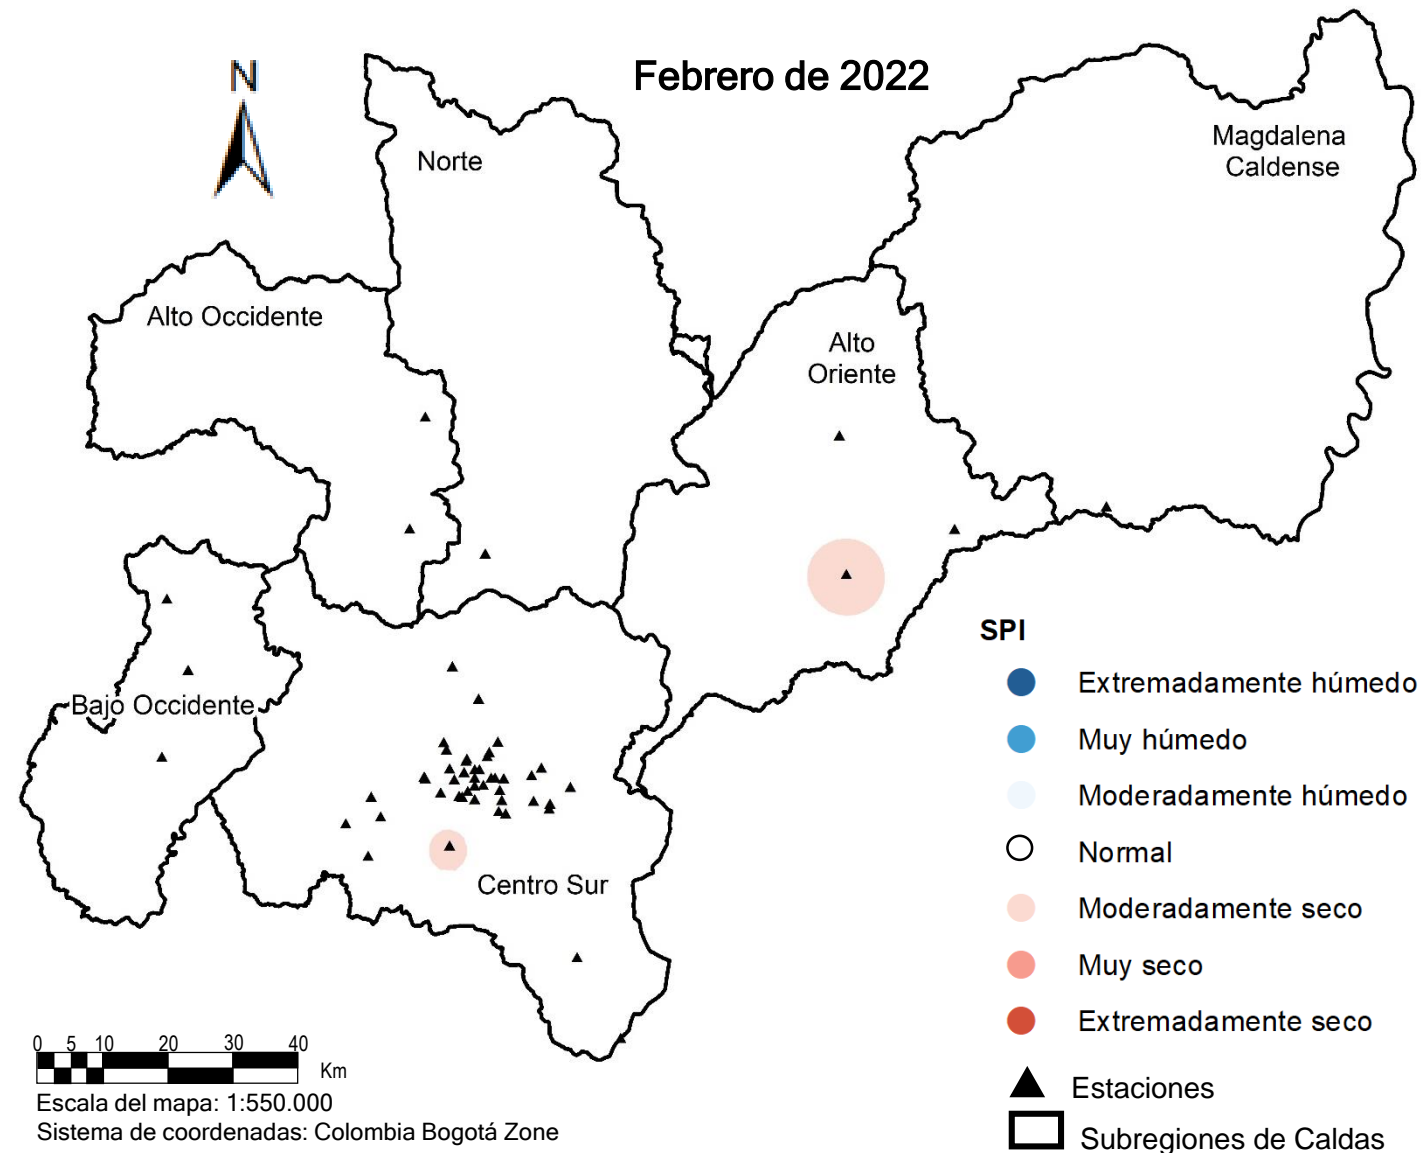 Febrero de 2022
N
Norte
Magdalena
Caldense
Alto Occidente
Alto
Oriente
Bajo Occidente
Centro Sur
SPI
Extremadamente húmedo
Muy húmedo
Moderadamente húmedo
Normal
Moderadamente seco
Muy seco
Extremadamente seco
Estaciones
Subregiones de Caldas
0 5 10 20 30 40
Km
Escala del mapa: 1:550.000
Sistema de coordenadas: Colombia Bogotá Zone